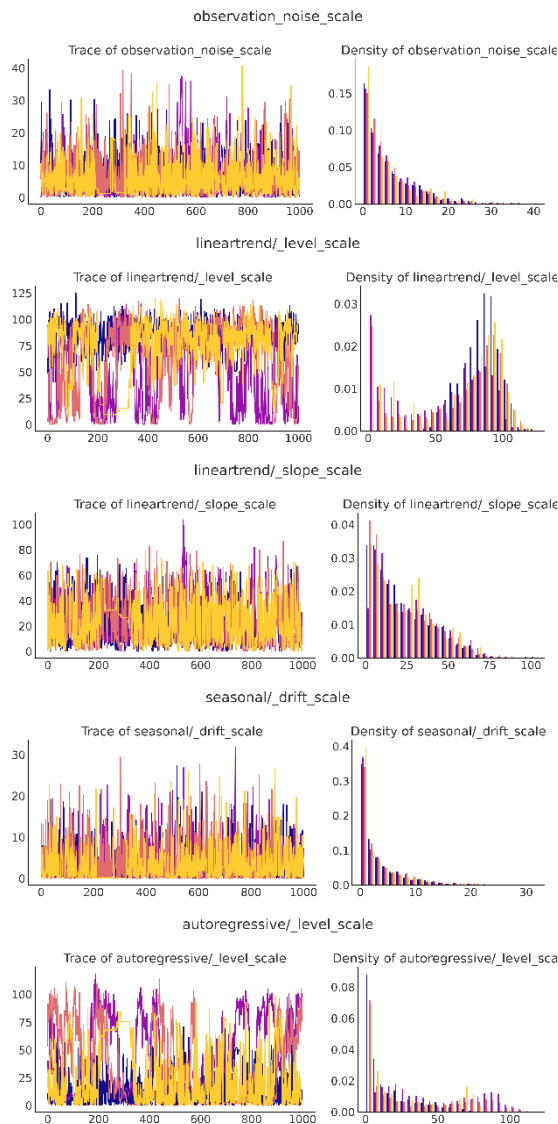 observation_noise_scale
Trace of observation_noise_scale Density of observation_noise_scale
40
30
20
10
0
0 200 400 600 800 1000
0.15
0.10
0.05
0.00
0 10 20 30 40
lineartrend/_level_scale
Trace of lineartrend/_level_scale Density of lineartrend/_level_scale
125
100
75
50
25
0
0 200 400 600 800 1000
0.03
0.02
0.01
0.00
50 100
lineartrend/_slope_scale
Trace of lineartrend/_slope_scale Density of lineartrend/_slope_scale
100
80
60
40
20
0
0 200 400 600 800 1000
0.04
0.03
0.02
0.01
0.00
0 25 50 75 100
seasonal/_drift_scale
Trace of seasonal/_drift_scale Density of seasonal/_drift_scale
30
20
10
0
0 200 400 600 800 1000
0.4
0.3
0.2
0.1
0.0
0 10 20 30
autoregressive/_level_scale
Trace of autoregressive/_level_scale Density of autoregressive/_level_sca
100
75
50
25
0
0 200 400 600 800 1000
0.08
0.06
0.04
0.02
0.00
0 50 100